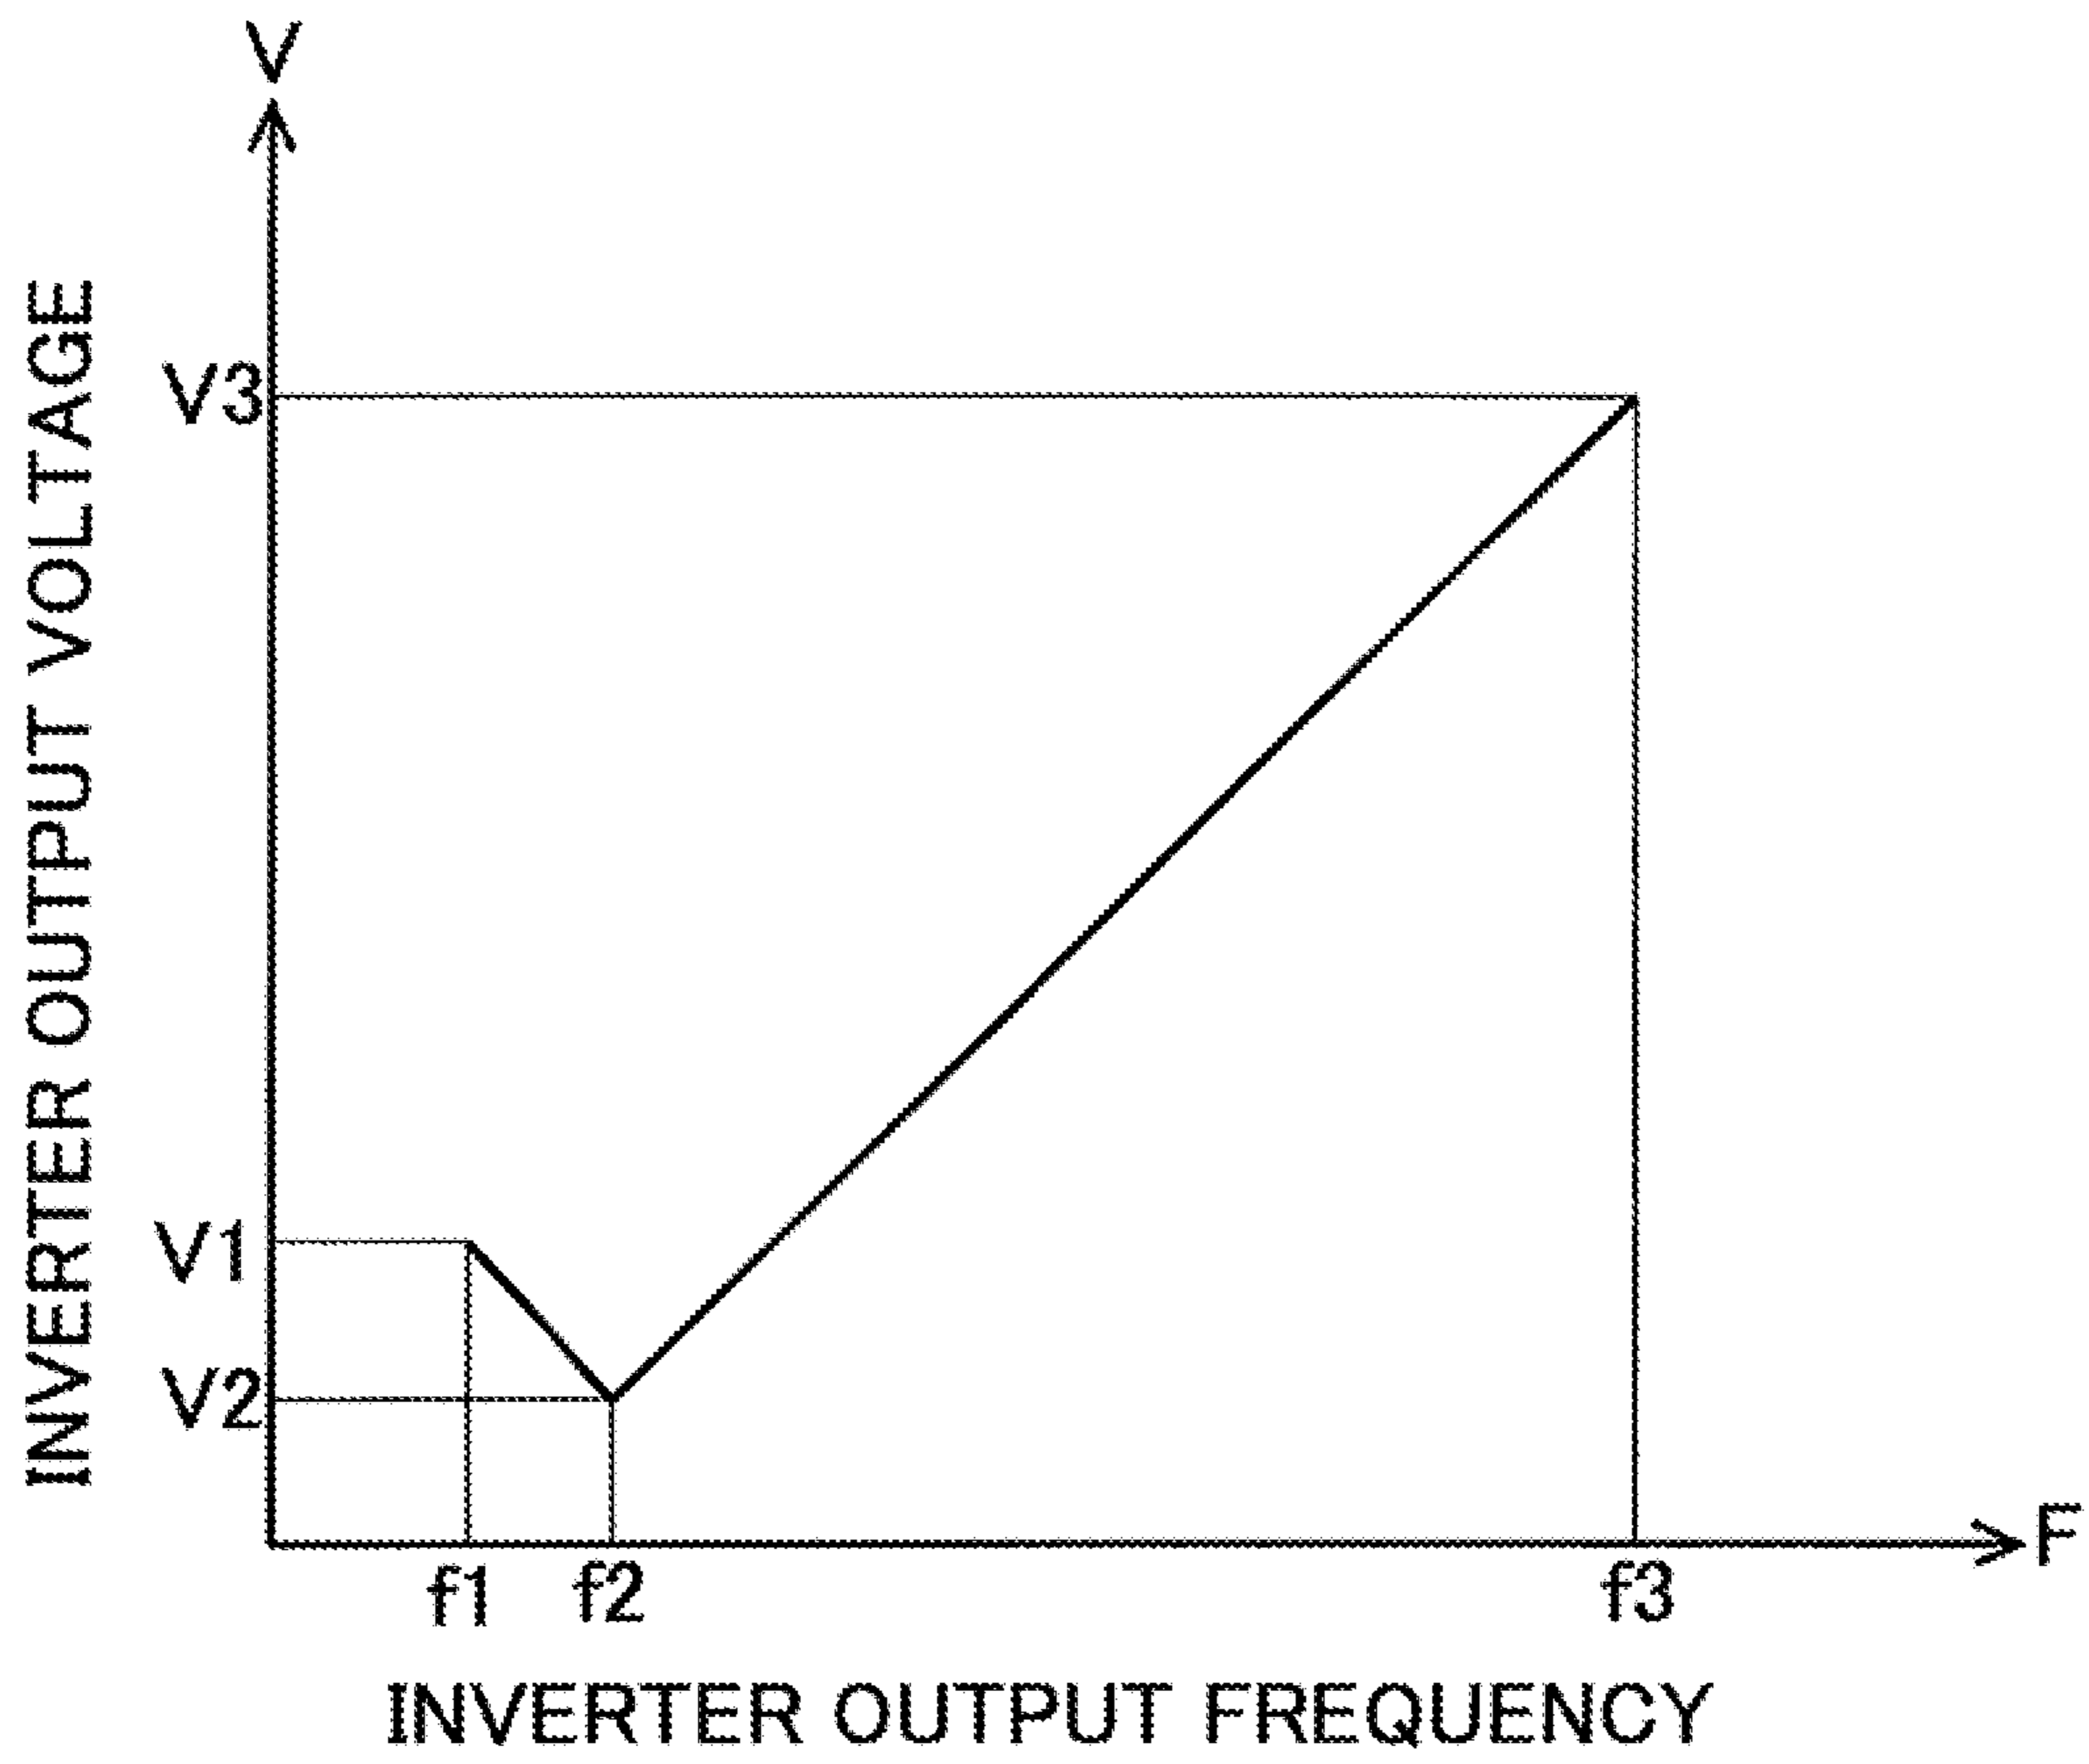 V
INVERTER OUTPUT VOLTAGE
V3
V1
V2
F
f1 f2 f3
INVERTER OUTPUT FREQUENCY